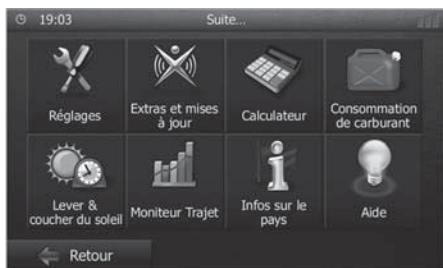 19:03
Suite...
Réglages
Extras et mises
à jour
Calculateur
Consommation
de carburant
Lever &
coucher du soleil
Moniteur Trajet
Infos sur le
pays
Aide
Retour